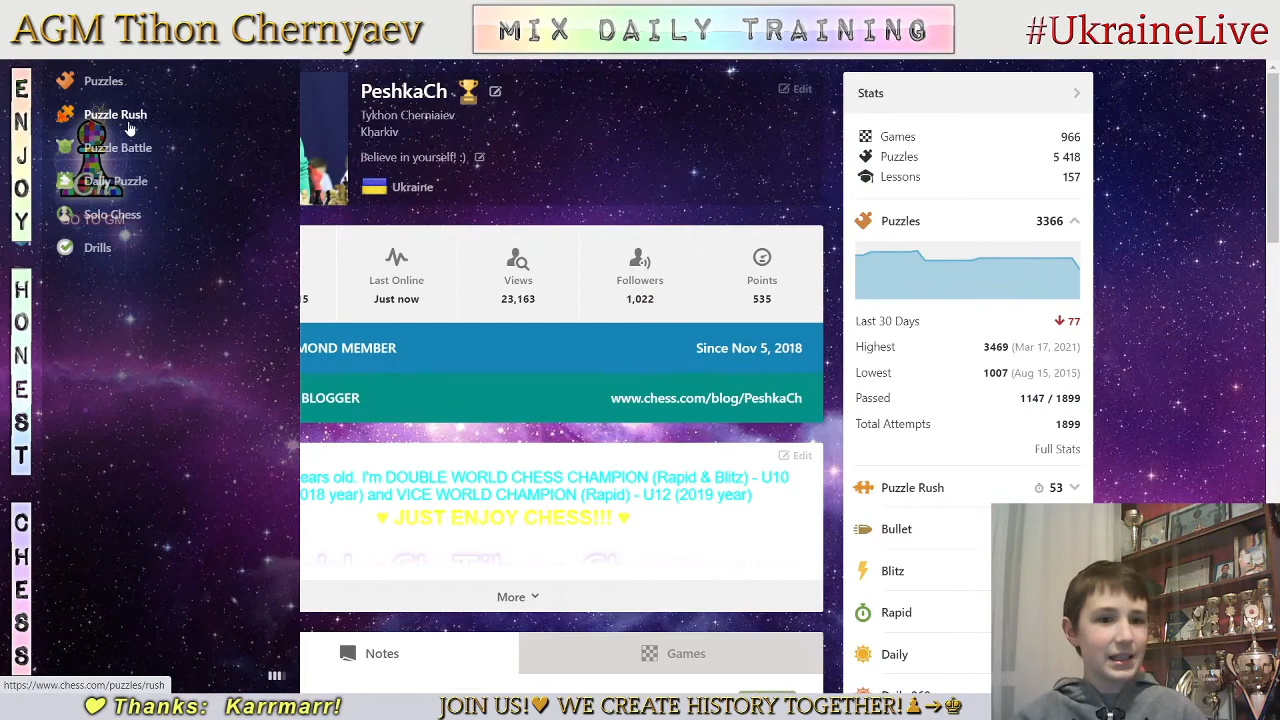 AGM Tihon Chernyaev
MIX DAILY TRAINING
#UkraineLive
ENJOY
HONEST
CHESS
Puzzles
Puzzle Rush
Puzzle Battle
Daily Puzzle
Solo Chess
GO TO GM
Drills
PeshkaCh
Edit
Tykhon Cherniaiev
Kharkiv
Believe in yourself! :)
Ukraine
Last Online
Just now
Views
23,163
Followers
1,022
Points
535
MOND MEMBER
Since Nov 5, 2018
BLOGGER
www.chess.com/blog/PeshkaCh
Edit
ears old. I'm DOUBLE WORLD CHESS CHAMPION (Rapid & Blitz) - U10
018 year) and VICE WORLD CHAMPION (Rapid) - U12 (2019 year)
♥ JUST ENJOY CHESS!!! ♥
More
Notes
Games
Stats
Games 966
Puzzles 5 418
Lessons 157
Puzzles 3366
Last 30 Days 77
Highest 3469 (Mar 17, 2021)
Lowest 1007 (Aug 15, 2015)
Passed 1147 / 1899
Total Attempts 1899
Full Stats
Puzzle Rush 53
Bullet
Blitz
Rapid
Daily
https://www.chess.com/puzzles/rush
Thanks: Karrmarr!
JOIN US! WE CREATE HISTORY TOGETHER!